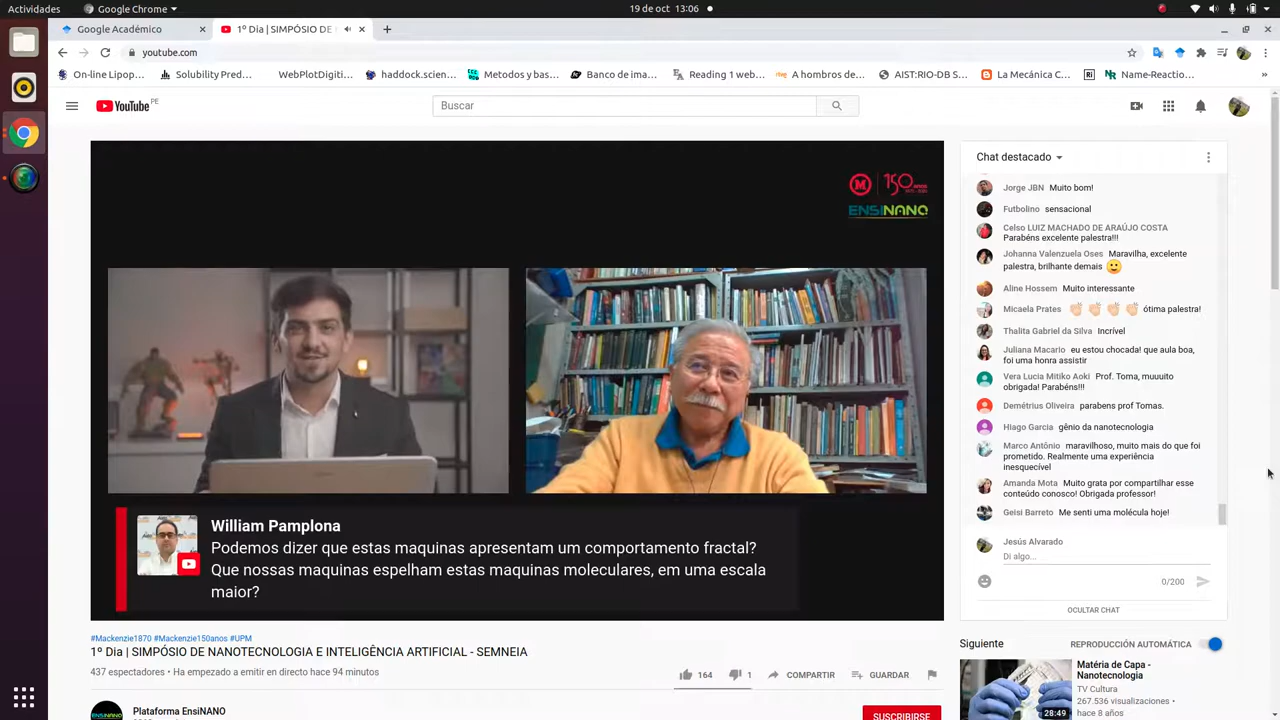 Actividades
Google Chrome
19 de oct 13:06
Google Académico
1º Dia | SIMPÓSIO DE
youtube.com
On-line Lipop…
Solubility Pred…
WebPlotDigiti…
haddock.scien…
Metodos y bas…
Banco de ima…
Reading 1 web…
A hombros de…
AIST:RIO-DB S…
La Mecánica C…
Name-Reactio…
YouTube PE
Buscar
M 150
ENSINANO
William Pamplona
Podemos dizer que estas maquinas apresentam um comportamento fractal?
Que nossas maquinas espelham estas maquinas moleculares, em uma escala
maior?
#Mackenzie1870 #Mackenzie150anos #UPM
1º Dia | SIMPÓSIO DE NANOTECNOLOGIA E INTELIGÊNCIA ARTIFICIAL - SEMNEIA
437 espectadores • Ha empezado a emitir en directo hace 94 minutos
164
1
COMPARTIR
GUARDAR
Plataforma EnsiNANO
SUSCRIBIRSE
Chat destacado
Jorge JBN Muito bom!
Futbolino sensacional
Celso LUIZ MACHADO DE ARAÚJO COSTA
Parabéns excelente palestra!!!
Johanna Valenzuela Oses Maravilha, excelente
palestra, brilhante demais
Aline Hossem Muito interessante
Micaela Prates ótima palestra!
Thalita Gabriel da Silva Incrível
Juliana Macario eu estou chocada! que aula boa,
foi uma honra assistir
Vera Lucia Mitiko Aoki Prof. Toma, muuuito
obrigada! Parabéns!!!
Demétrius Oliveira parabens prof Tomas.
Hiago Garcia gênio da nanotecnologia
Marco Antônio maravilhoso, muito mais do que foi
prometido. Realmente uma experiência
inesquecível
Amanda Mota Muito grata por compartilhar esse
conteúdo conosco! Obrigada professor!
Geisi Barreto Me senti uma molécula hoje!
Jesús Alvarado
Di algo...
0/200
OCULTAR CHAT
Siguiente
REPRODUCCIÓN AUTOMÁTICA
Matéria de Capa -
Nanotecnologia
TV Cultura
267.536 visualizaciones •
hace 8 años
28:49